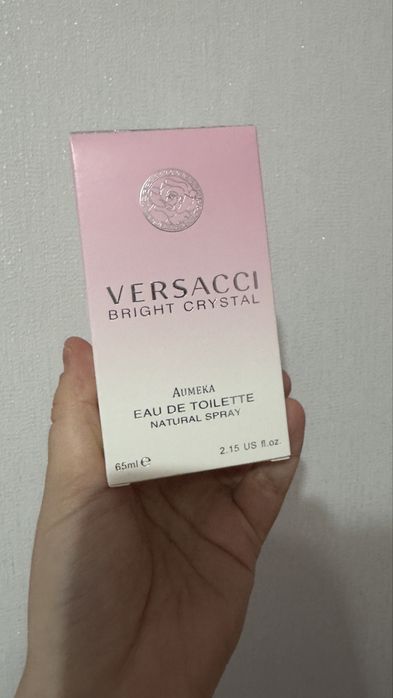 VERSACCI
BRIGHT CRYSTAL
AUMEKA
EAU DE TOILETTE
NATURAL SPRAY
65ml ℮
2.15 US fl.oz.